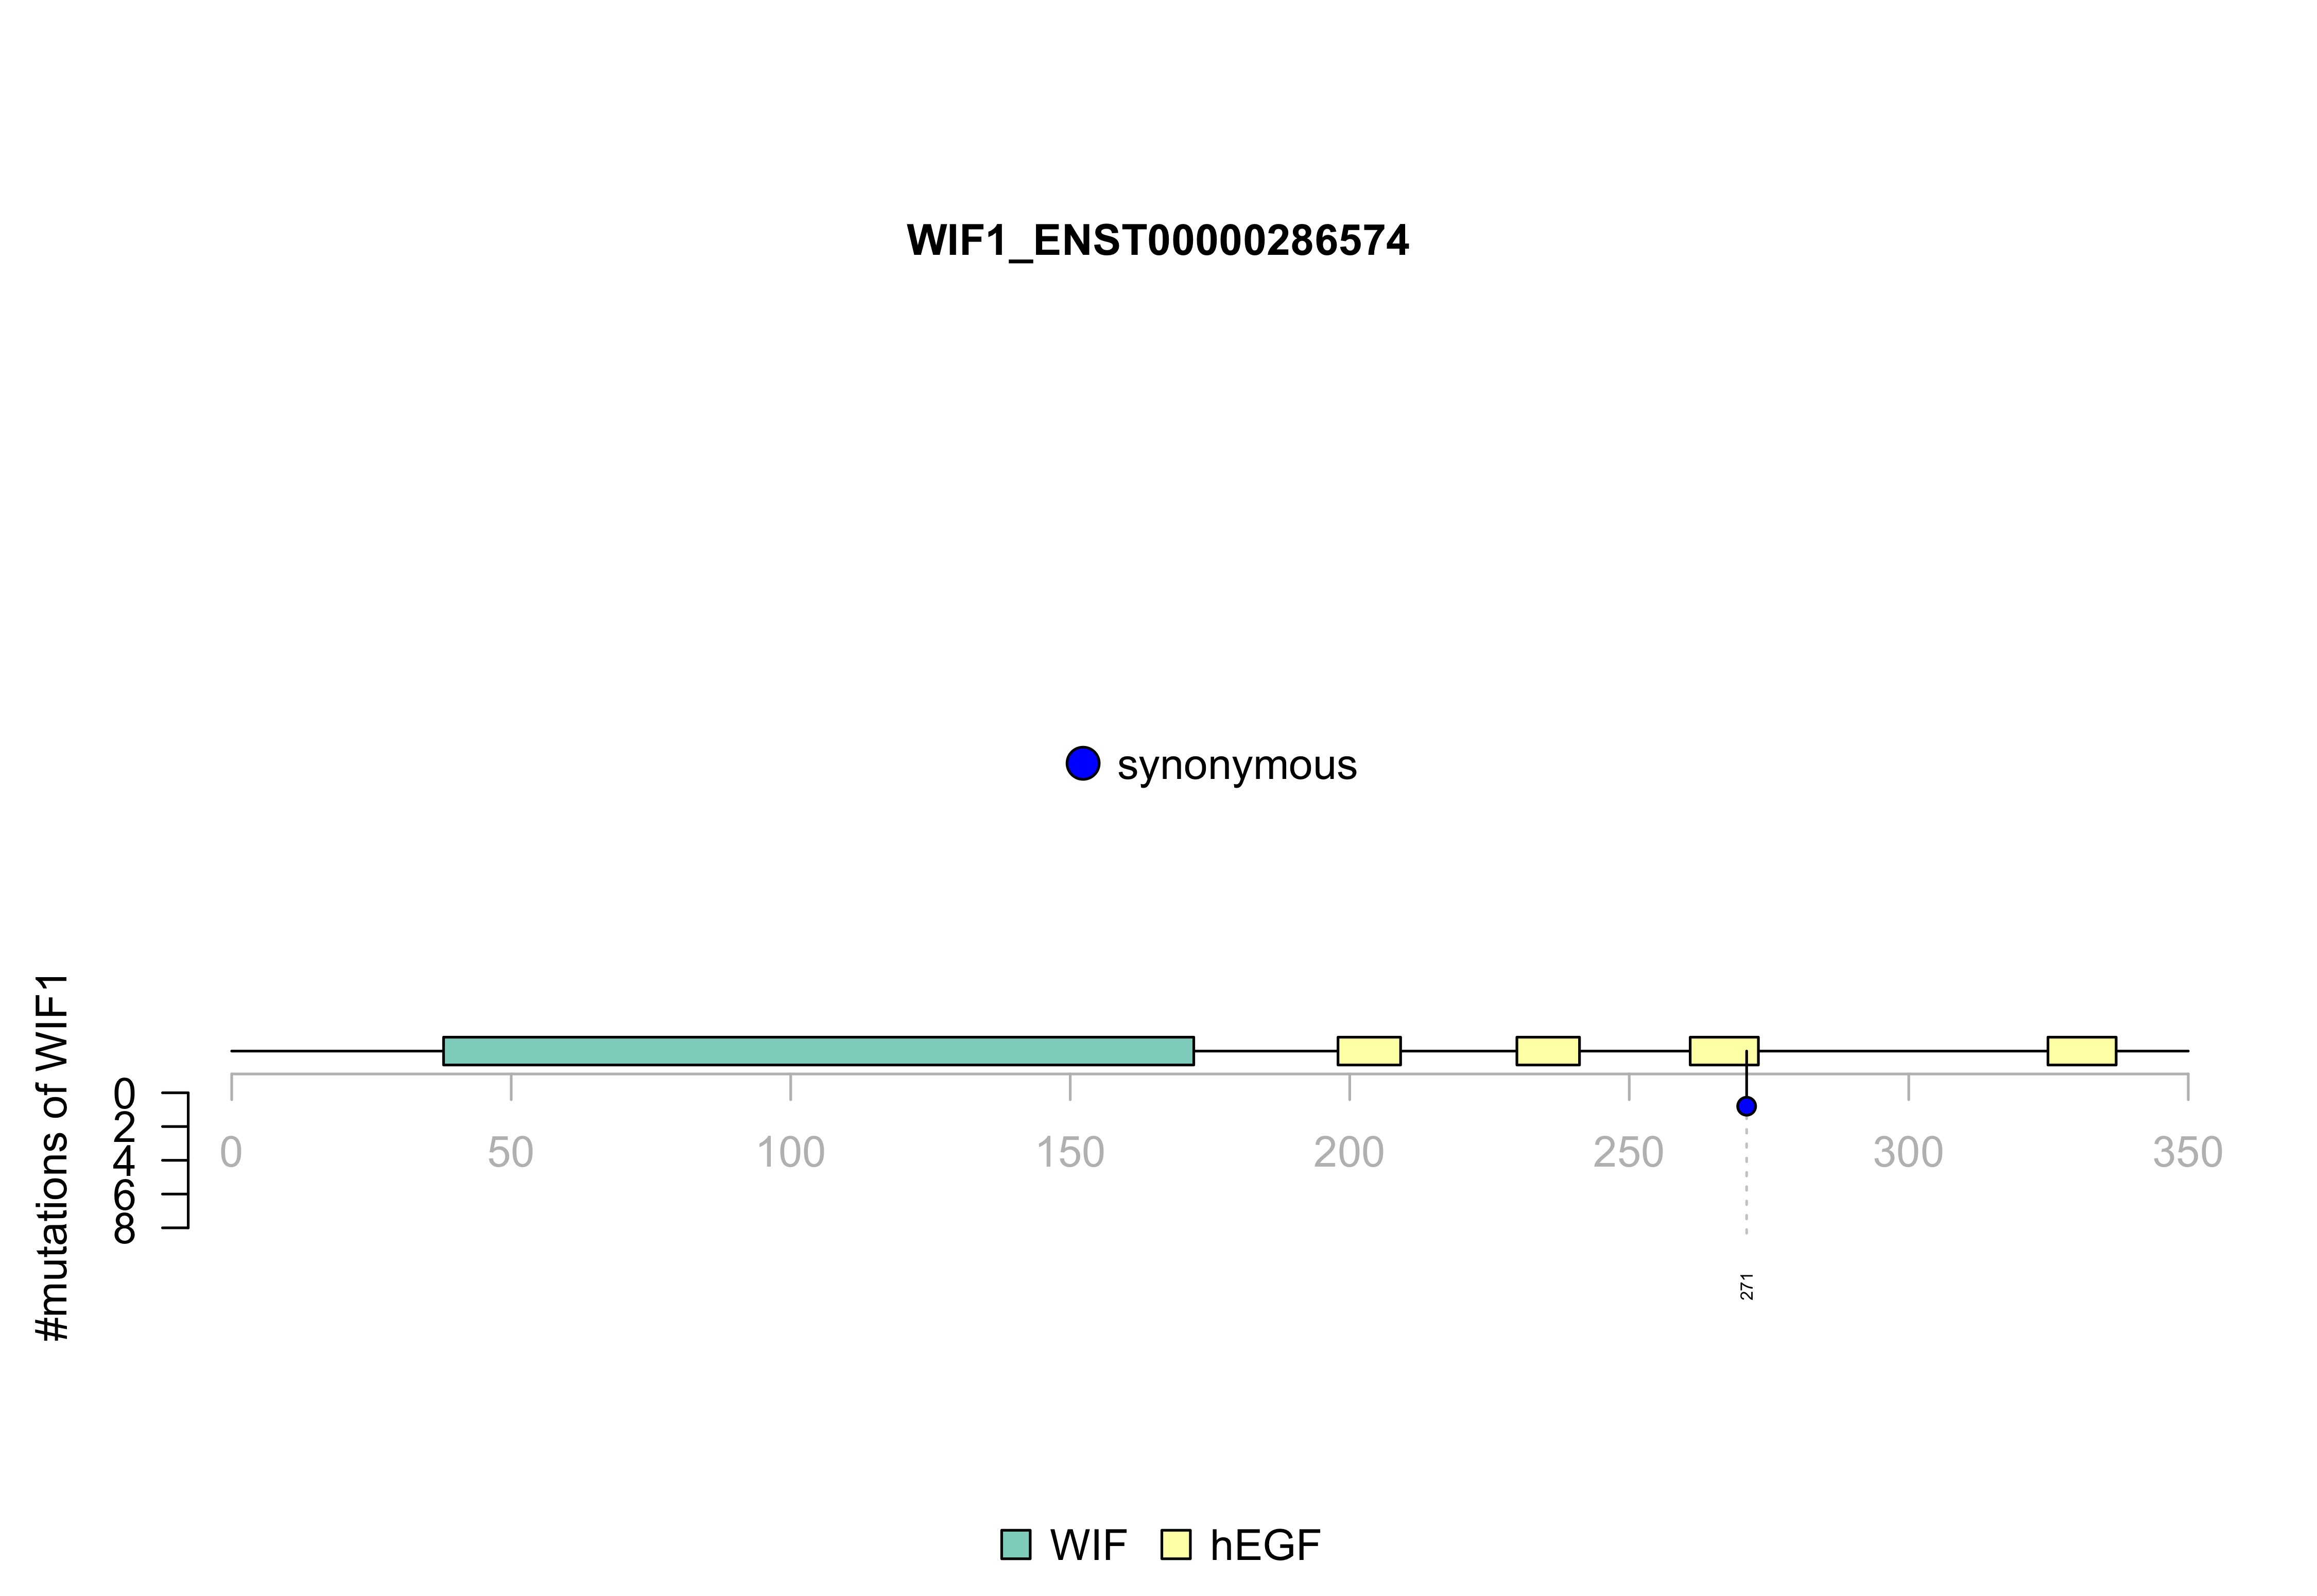 WIF1_ENST00000286574
synonymous
#mutations of WIF1
0
2
4
6
8
0 50 100 150 200 250 300 350
271
WIF hEGF